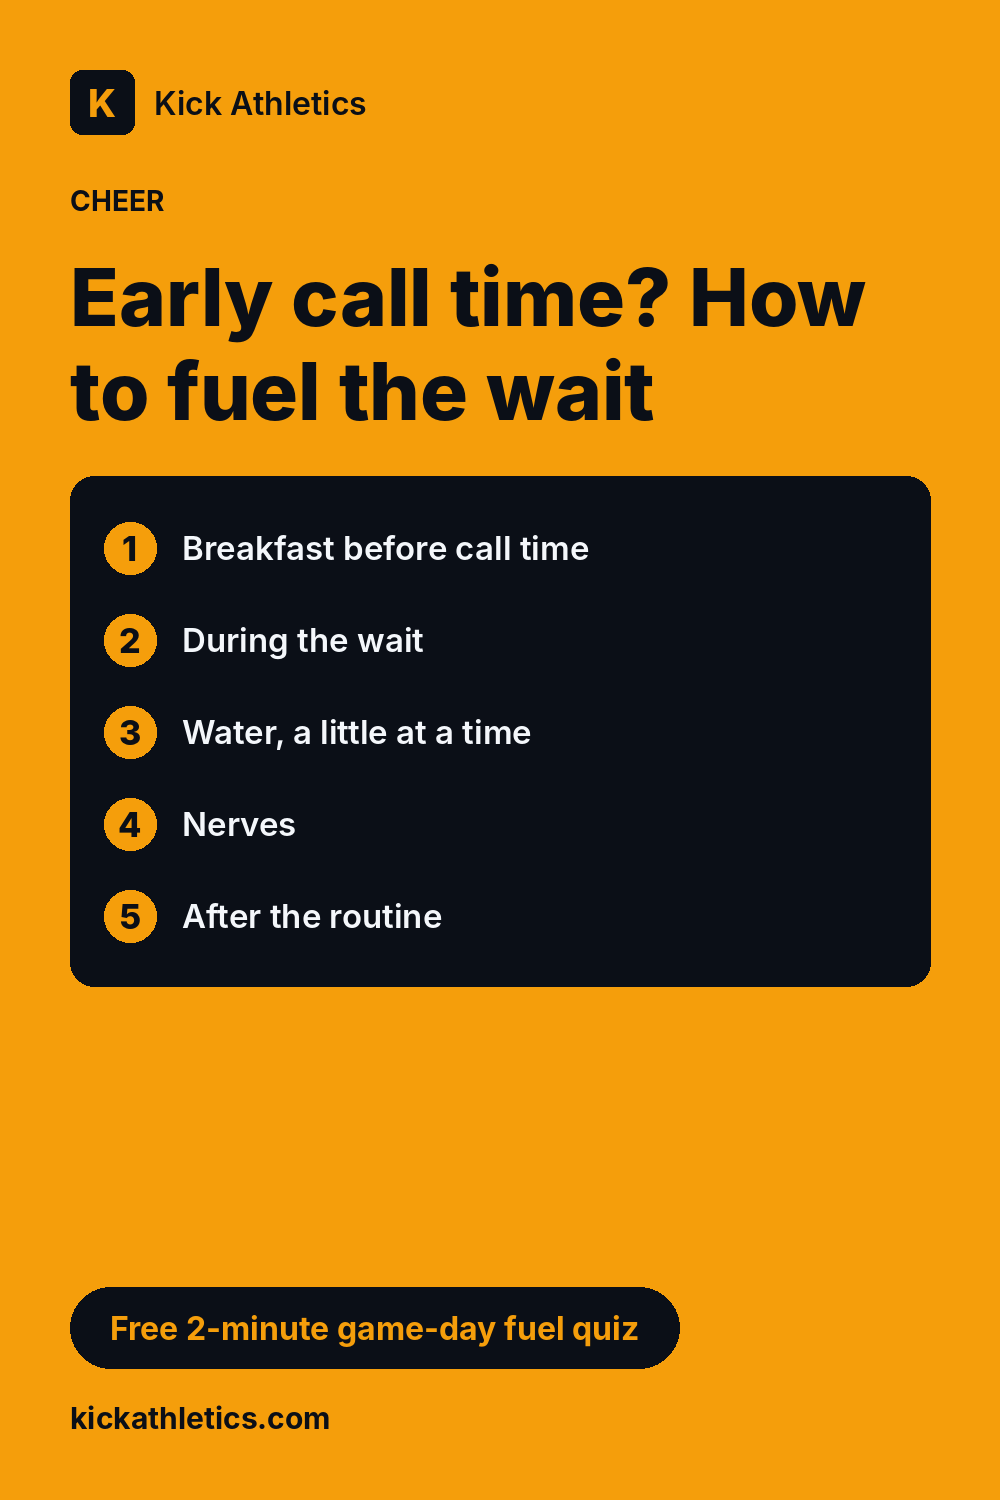 K
Kick Athletics
CHEER
Early call time? How
to fuel the wait
1 Breakfast before call time
2 During the wait
3 Water, a little at a time
4 Nerves
5 After the routine
Free 2-minute game-day fuel quiz
kickathletics.com